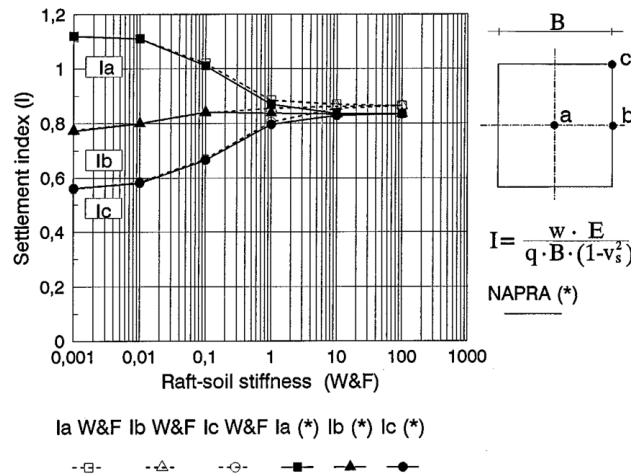 1,2
1
0,8
0,6
0,4
0,2
0
Settlement index (I)
Ia
Ib
Ic
0,001 0,01 0,1 1 10 100 1000
Raft-soil stiffness (W&F)
B
c
a
b
I = w · E / q · B · (1-v_s^2)
NAPRA (*)
Ia W&F Ib W&F Ic W&F Ia (*) Ib (*) Ic (*)